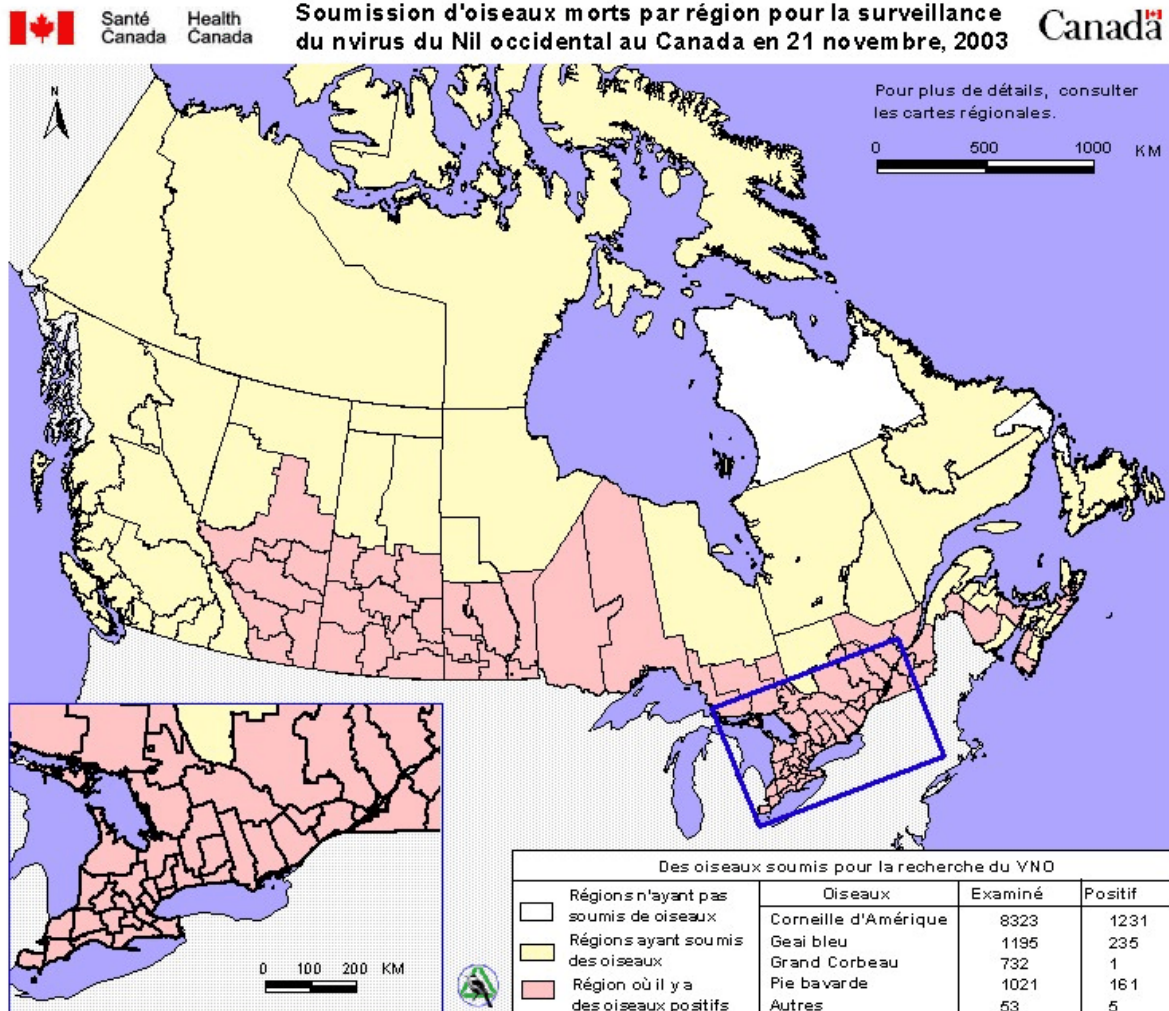 Santé Health
Canada Canada
Soumission d'oiseaux morts par région pour la surveillance
du nvirus du Nil occidental au Canada en 21 novembre, 2003
Canada
N
Pour plus de détails, consulter
les cartes régionales.
0 500 1000 KM
0 100 200 KM
Des oiseaux soumis pour la recherche du VNO
Régions n'ayant pas
soumis de oiseaux
Régions ayant soumis
des oiseaux
Région où il y a
des oiseaux positifs
Oiseaux Examiné Positif
Corneille d'Amérique 8323 1231
Geai bleu 1195 235
Grand Corbeau 732 1
Pie bavarde 1021 161
Autres 53 5